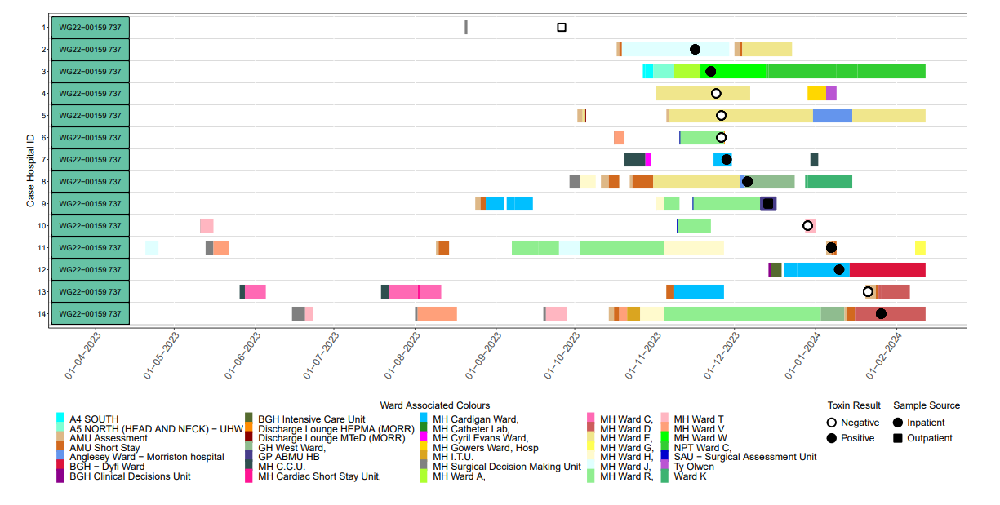 Case Hospital ID
1 WG22−00159 737
2 WG22−00159 737
3 WG22−00159 737
4 WG22−00159 737
5 WG22−00159 737
6 WG22−00159 737
7 WG22−00159 737
8 WG22−00159 737
9 WG22−00159 737
10 WG22−00159 737
11 WG22−00159 737
12 WG22−00159 737
13 WG22−00159 737
14 WG22−00159 737
01−04−2023 01−05−2023 01−06−2023 01−07−2023 01−08−2023 01−09−2023 01−10−2023 01−11−2023 01−12−2023 01−01−2024 01−02−2024
Ward Associated Colours
A4 SOUTH
A5 NORTH (HEAD AND NECK) − UHW
AMU Assessment
AMU Short Stay
Anglesey Ward − Morriston hospital
BGH − Dyfi Ward
BGH Clinical Decisions Unit
BGH Intensive Care Unit
Discharge Lounge HEPMA (MORR)
Discharge Lounge MTeD (MORR)
GH West Ward,
GP ABMU HB
MH C.C.U.
MH Cardiac Short Stay Unit,
MH Cardigan Ward,
MH Catheter Lab,
MH Cyril Evans Ward,
MH Gowers Ward, Hosp
MH I.T.U.
MH Surgical Decision Making Unit
MH Ward A,
MH Ward C,
MH Ward D
MH Ward E,
MH Ward G,
MH Ward H,
MH Ward J,
MH Ward R,
MH Ward T
MH Ward V
MH Ward W
NPT Ward C,
SAU − Surgical Assessment Unit
Ty Olwen
Ward K
Toxin Result
Negative
Positive
Sample Source
Inpatient
Outpatient